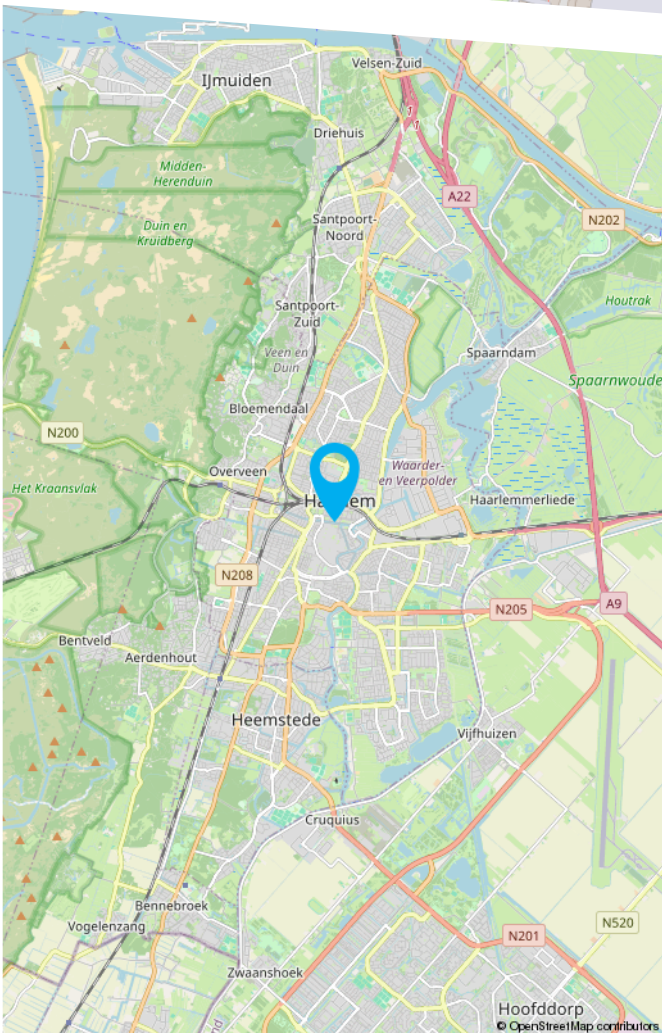 Velsen-Zuid
IJmuiden
1
1
Driehuis
Midden-
Herenduin
A22
Santpoort-
Noord
N202
Duin en
Kruidberg
Houtrak
Santpoort-
Zuid
Veen en
Duin
Spaarndam
Spaarnwoude
Bloemendaal
N200
Overveen
Waarder-
en Veerpolder
Het Kraansvlak
Haarlemmerliede
N208
N205
A9
Bentveld
Aerdenhout
Heemstede
Vijfhuizen
Cruquius
Bennebroek
Vogelenzang
N520
N201
Zwaanshoek
Hoofddorp
© OpenStreetMap contributors